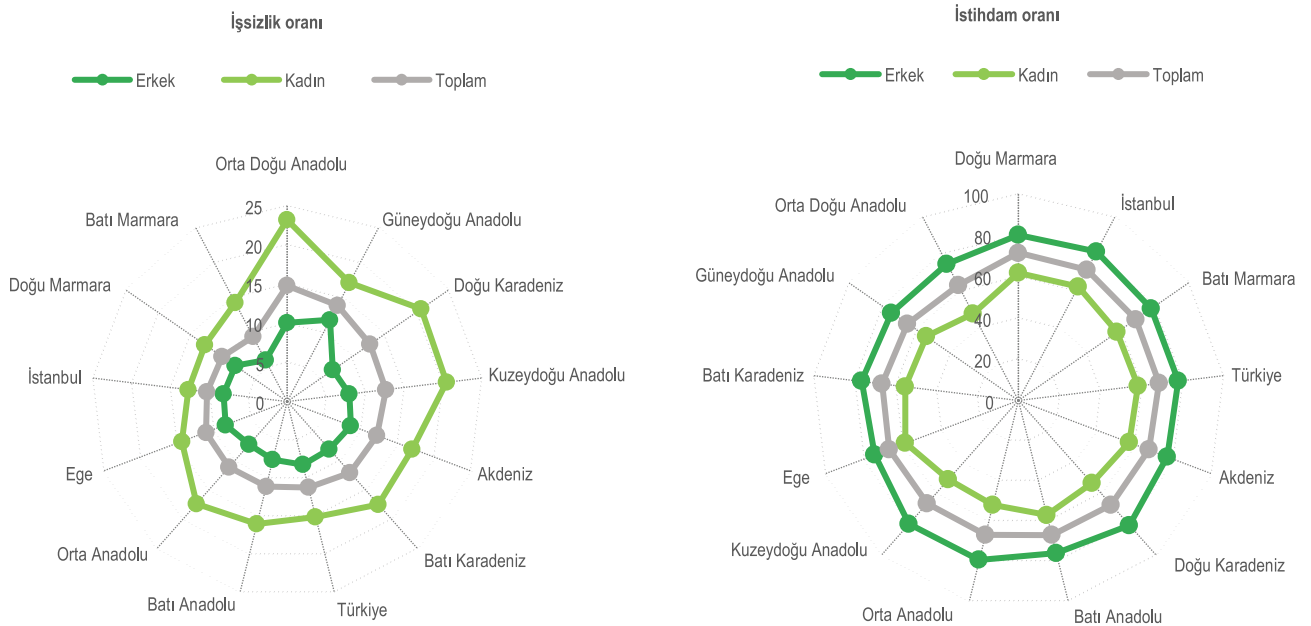 İşsizlik oranı
Erkek Kadın Toplam
Orta Doğu Anadolu
Güneydoğu Anadolu
Doğu Karadeniz
Kuzeydoğu Anadolu
Akdeniz
Batı Karadeniz
Türkiye
Batı Anadolu
Orta Anadolu
Ege
İstanbul
Doğu Marmara
Batı Marmara
25
20
15
10
5
0
İstihdam oranı
Erkek Kadın Toplam
Doğu Marmara
İstanbul
Batı Marmara
Türkiye
Akdeniz
Doğu Karadeniz
Batı Anadolu
Orta Anadolu
Kuzeydoğu Anadolu
Ege
Batı Karadeniz
Güneydoğu Anadolu
Orta Doğu Anadolu
100
80
60
40
20
0